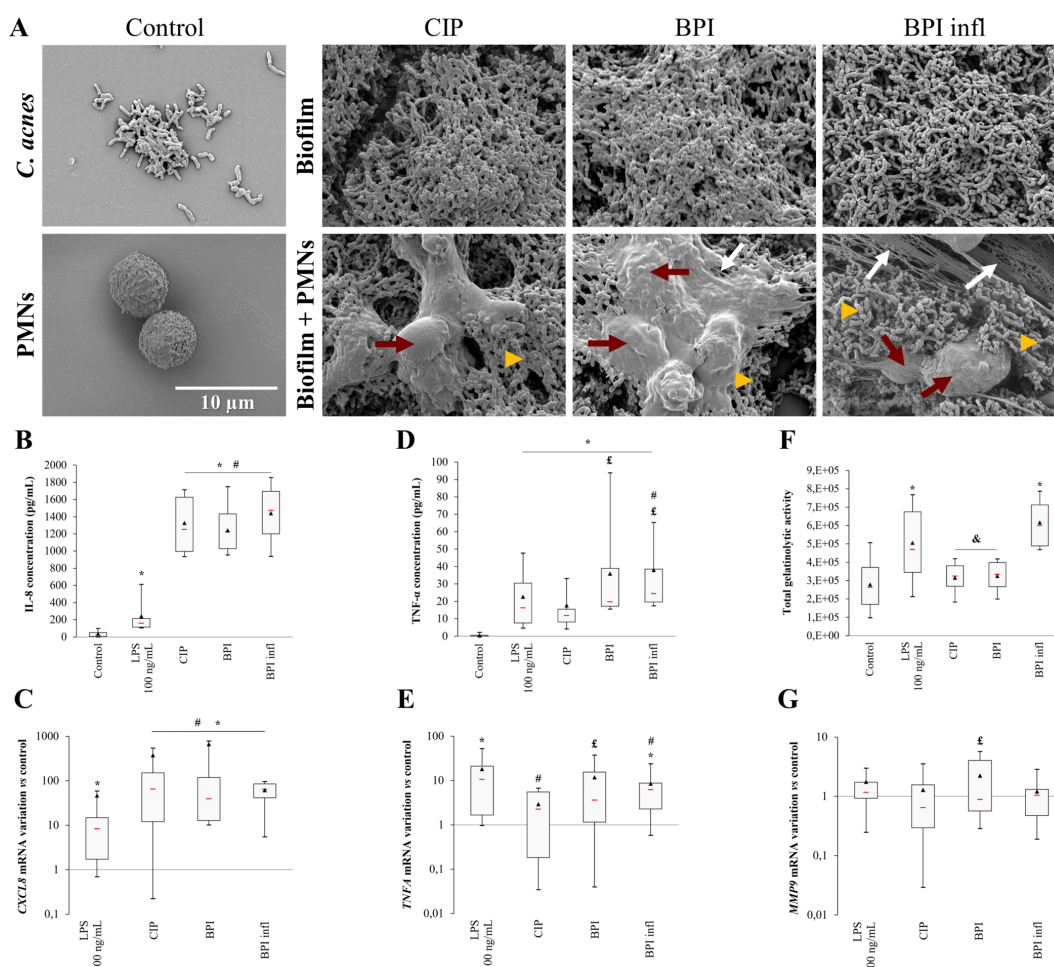 A
Control
CIP
BPI
BPI infl
C. acnes
Biofilm
PMNs
10 µm
Biofilm + PMNs
B
IL-8 concentration (pg/mL)
2000
1800
1600
1400
1200
1000
800
600
400
200
0
*
* #
Control
LPS
100 ng/mL
CIP
BPI
BPI infl
D
TNF-α concentration (pg/mL)
100
90
80
70
60
50
40
30
20
10
0
*
£
#
£
Control
LPS
100 ng/mL
CIP
BPI
BPI infl
F
Total gelatinolytic activity
9,E+05
8,E+05
7,E+05
6,E+05
5,E+05
4,E+05
3,E+05
2,E+05
1,E+05
0,E+00
*
&
*
Control
LPS
100 ng/mL
CIP
BPI
BPI infl
C
CXCL8 mRNA variation vs control
1000
100
10
1
0,1
*
# *
LPS
00 ng/mL
CIP
BPI
BPI infl
E
TNFA mRNA variation vs control
100
10
1
0,1
0,01
*
#
£
#
*
LPS
00 ng/mL
CIP
BPI
BPI infl
G
MMP9 mRNA variation vs control
10
1
0,1
0,01
£
LPS
00 ng/mL
CIP
BPI
BPI infl